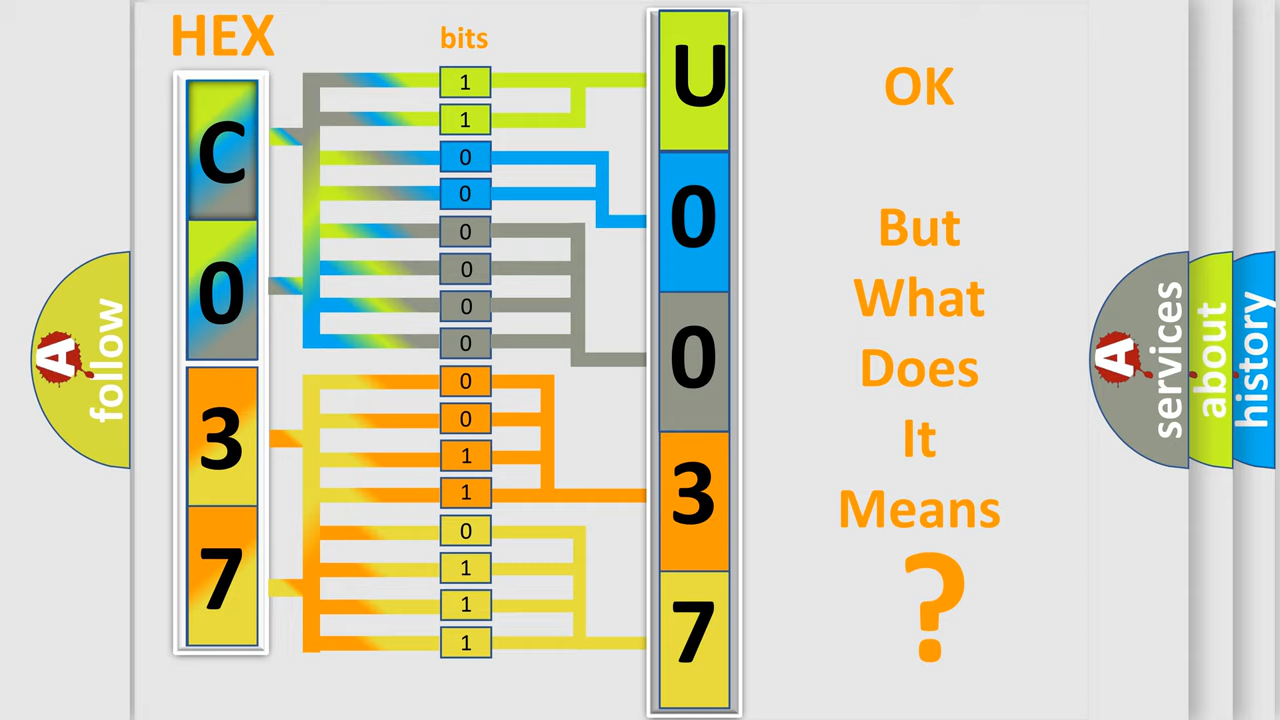 HEX
bits
C
0
3
7
1
1
0
0
0
0
0
0
0
0
1
1
0
1
1
1
U
0
0
3
7
OK
But
What
Does
It
Means
?
A
follow
A
services
about
history